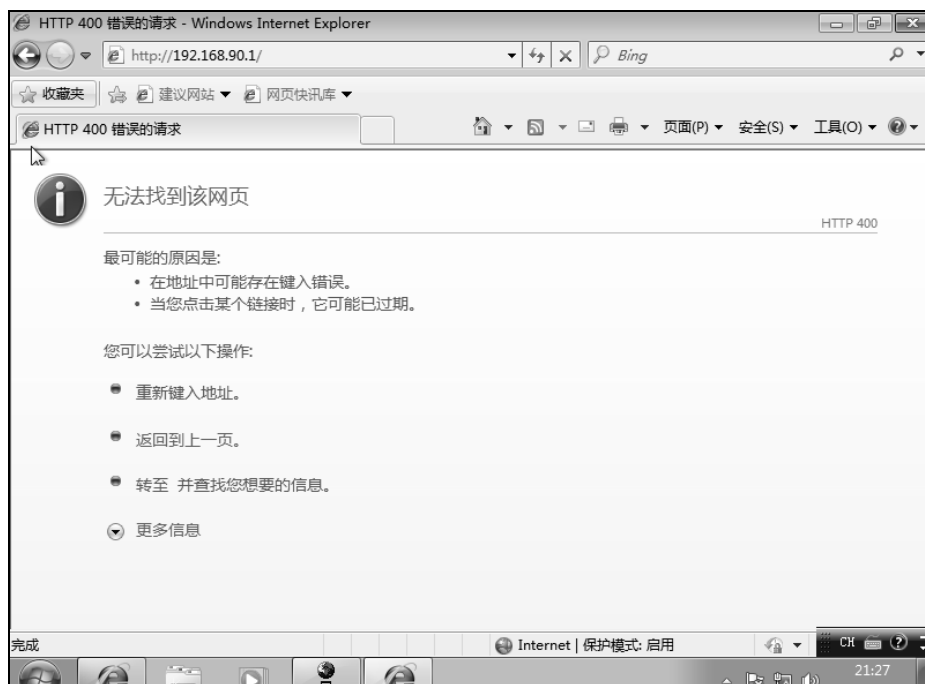 HTTP 400 错误的请求 - Windows Internet Explorer
http://192.168.90.1/
Bing
收藏夹 建议网站 网页快讯库
HTTP 400 错误的请求 页面(P) 安全(S) 工具(O)
无法找到该网页
HTTP 400
最可能的原因是:
• 在地址中可能存在键入错误。
• 当您点击某个链接时，它可能已过期。
您可以尝试以下操作:
重新键入地址。
返回到上一页。
转至 并查找您想要的信息。
更多信息
完成 Internet | 保护模式: 启用
CH
21:27